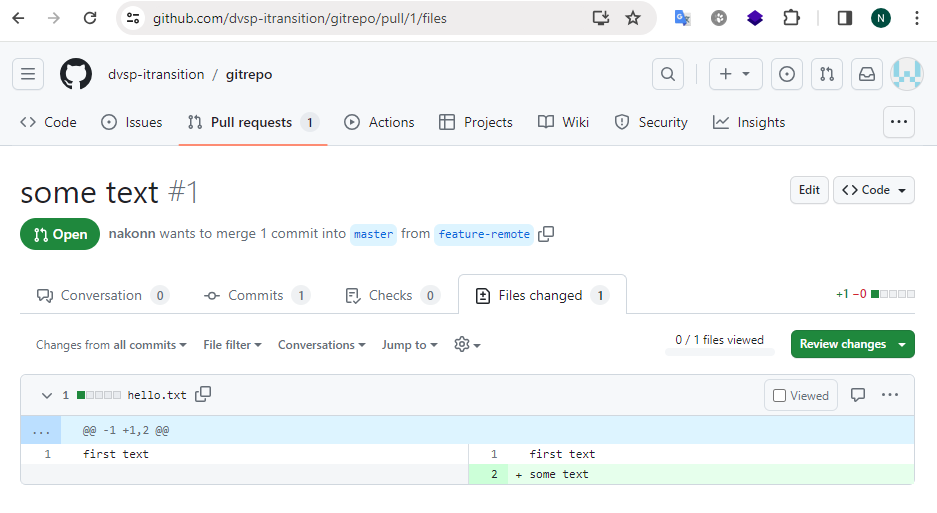 github.com/dvsp-itransition/gitrepo/pull/1/files
N
dvsp-itransition / gitrepo
Code Issues Pull requests 1 Actions Projects Wiki Security Insights
some text #1
Edit
Code
Open
nakonn wants to merge 1 commit into master from feature-remote
Conversation 0 Commits 1 Checks 0 Files changed 1
+1 −0
Changes from all commits File filter Conversations Jump to
0 / 1 files viewed
Review changes
1 hello.txt
Viewed
... @@ -1 +1,2 @@
1 first text 1 first text
2 + some text